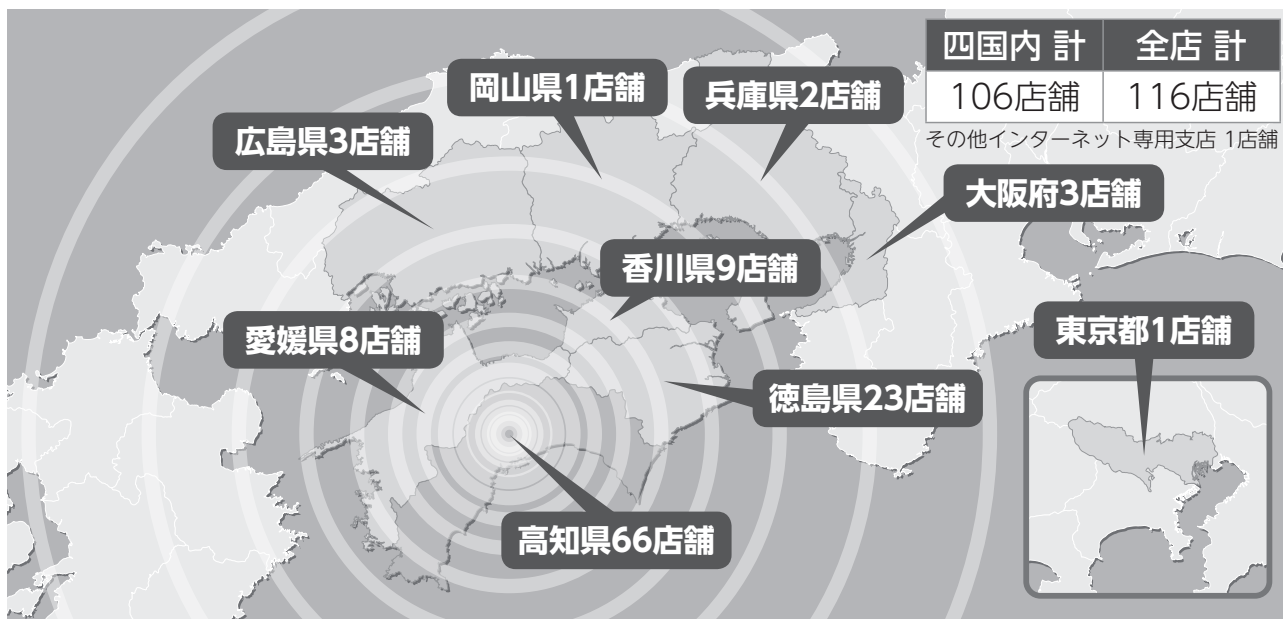 四国内 計 全店 計
106店舗 116店舗
その他インターネット専用支店 1店舗
岡山県1店舗
兵庫県2店舗
広島県3店舗
大阪府3店舗
香川県9店舗
愛媛県8店舗
東京都1店舗
徳島県23店舗
高知県66店舗